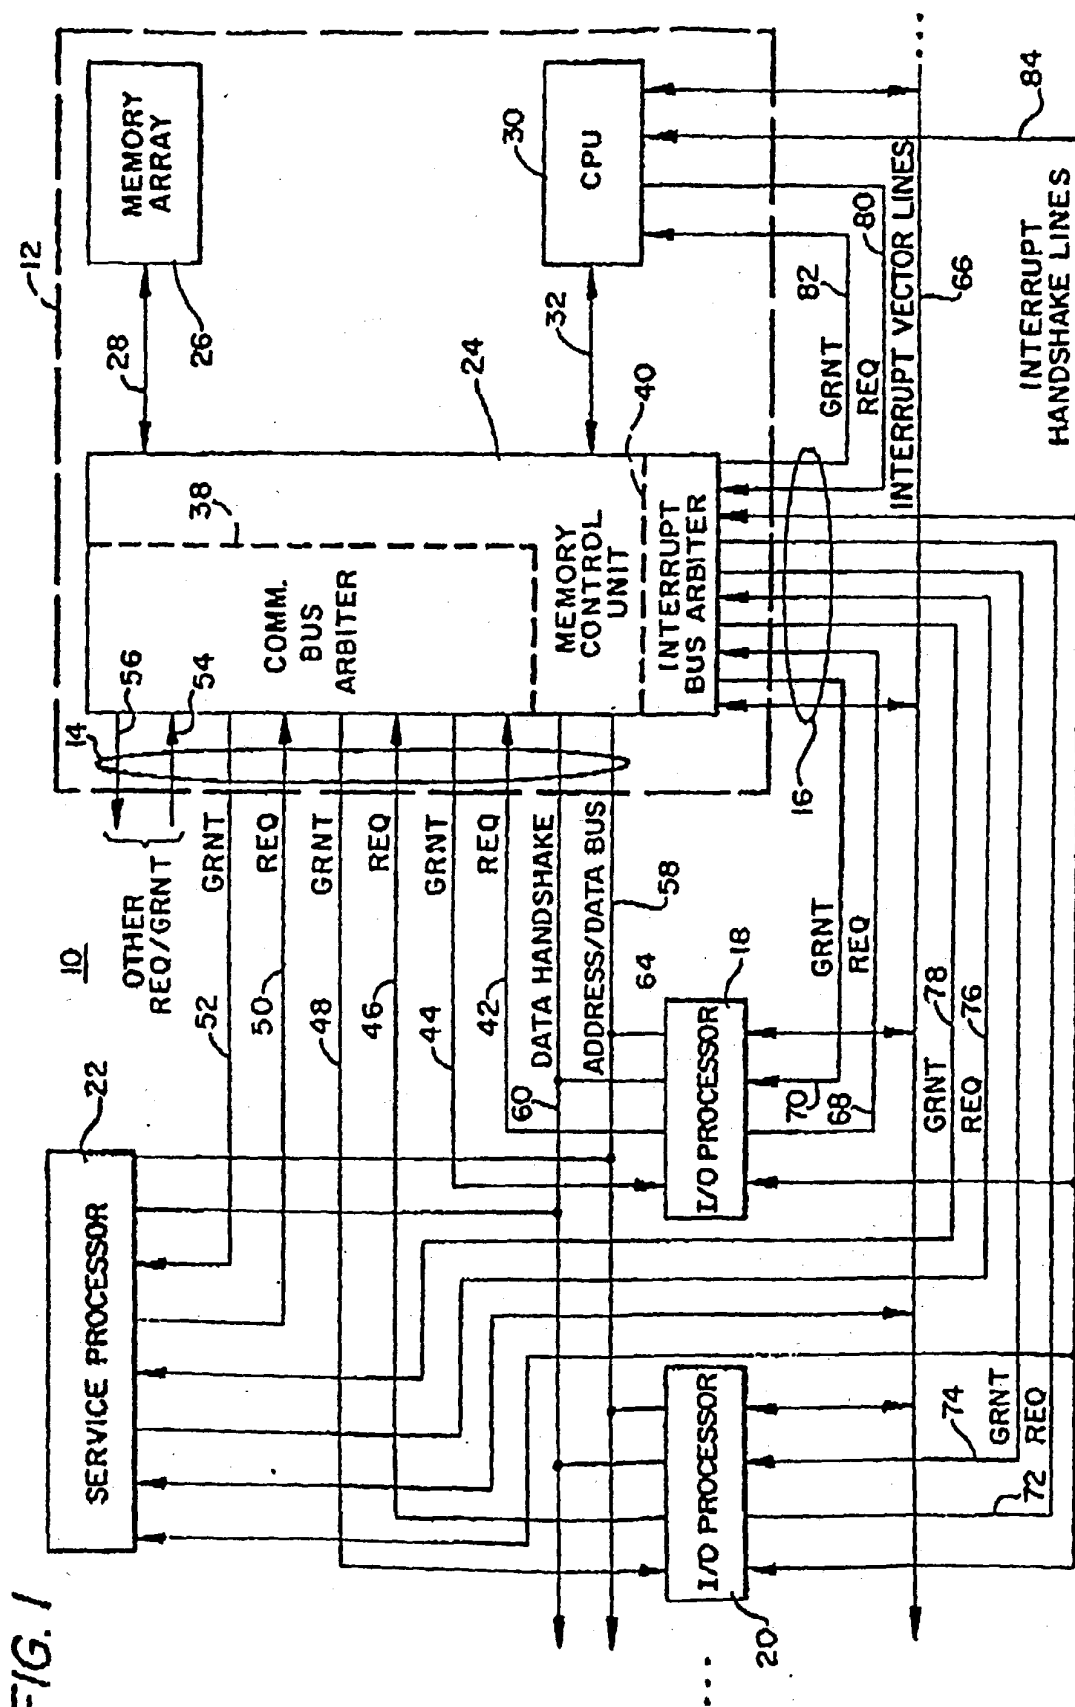 FIG. 1
10
12
MEMORY
ARRAY
26
28
CPU
30
32
24
38
COMM.
BUS
ARBITER
MEMORY
CONTROL
UNIT
40
INTERRUPT
BUS ARBITER
14
56
54
OTHER
REQ/GRNT
GRNT
52
REQ
50
GRNT
48
REQ
46
GRNT
44
REQ
42
DATA HANDSHAKE
60
ADDRESS/DATA BUS
58
64
SERVICE PROCESSOR
22
I/O PROCESSOR
18
I/O PROCESSOR
20
16
GRNT
REQ
70
68
GRNT
82
REQ
80
INTERRUPT VECTOR LINES
66
GRNT
78
REQ
76
74
GRNT
REQ
72
INTERRUPT
HANDSHAKE LINES
84